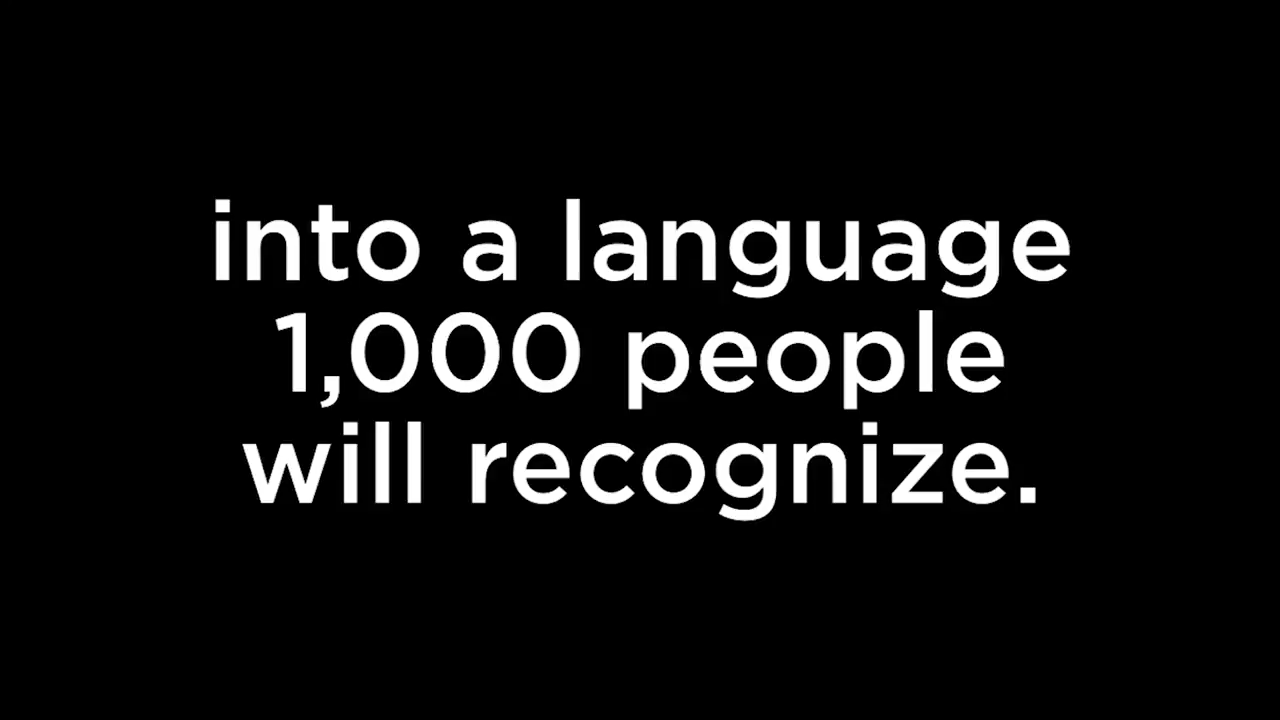 into a language
1,000 people
will recognize.